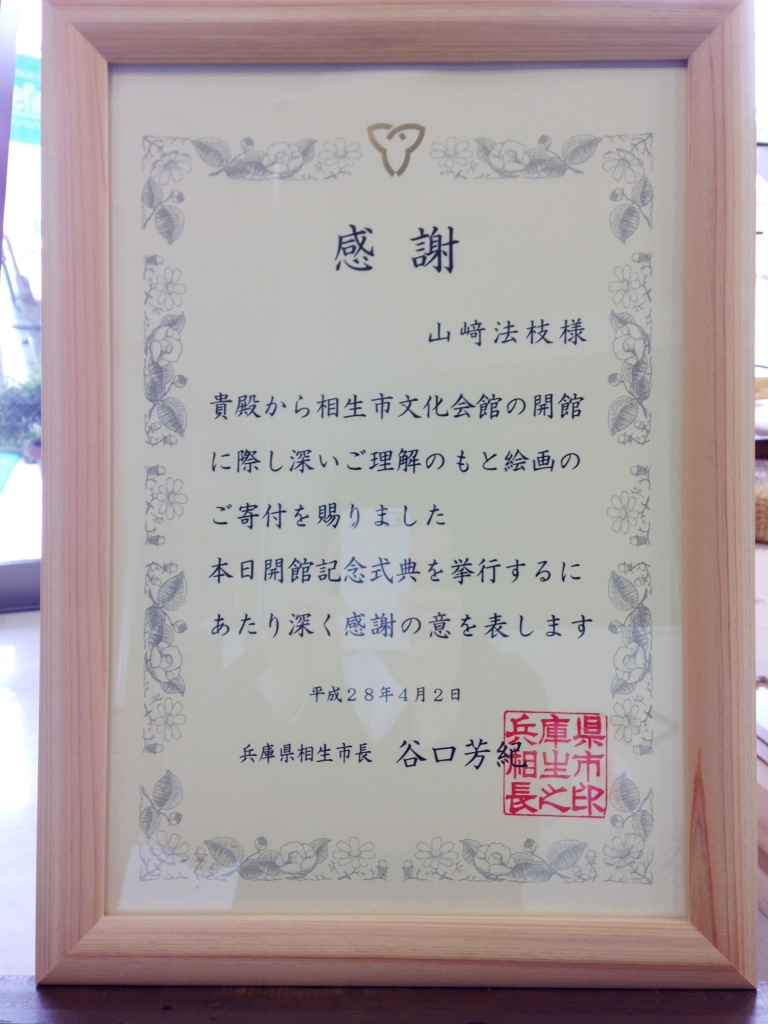 感謝
山﨑法枝様
貴殿から相生市文化会館の開館
に際し深いご理解のもと絵画の
ご寄付を賜りました
本日開館記念式典を挙行するに
あたり深く感謝の意を表します
平成28年4月2日
兵庫県相生市長 谷口芳紀
兵庫県
相生市
長之印